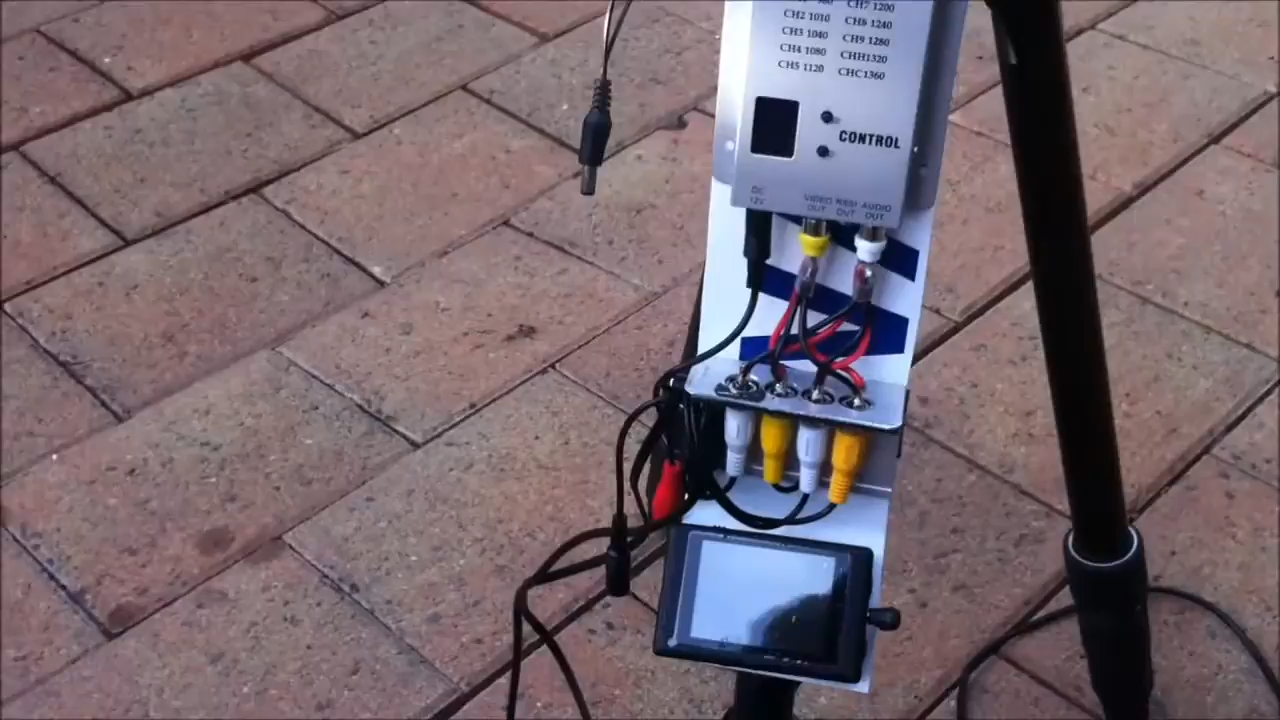 CH7 1200
CH2 1010 CH8 1240
CH3 1040 CH9 1280
CH4 1080 CHH1320
CH5 1120 CHC1360
CONTROL
DC
12V
VIDEO
OUT
RSSI
OUT
AUDIO
OUT